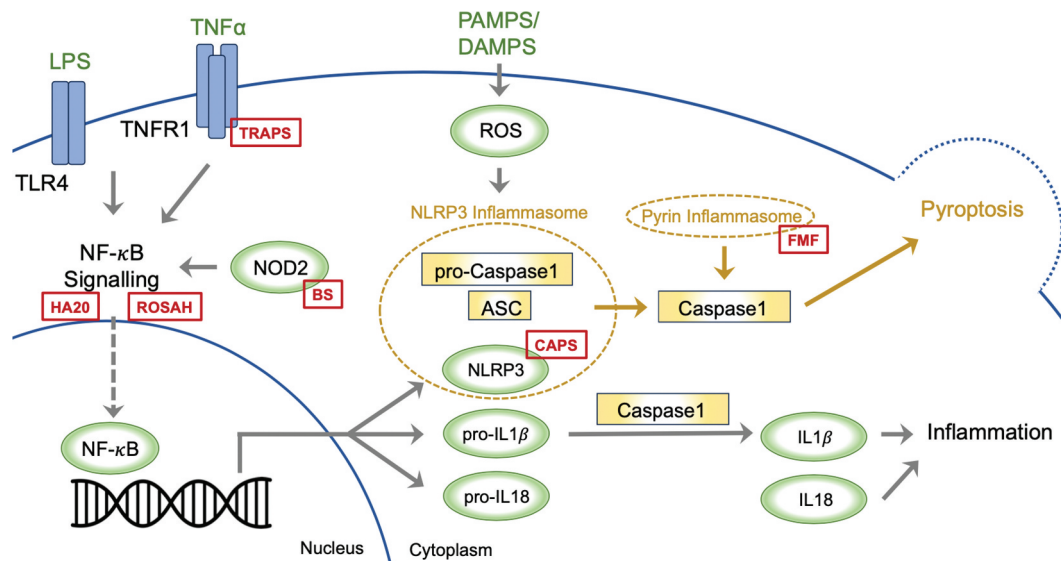 LPS
TLR4
TNFα
TNFR1
TRAPS
PAMPS/
DAMPS
ROS
NF-κB
Signalling
HA20
ROSAH
NOD2
BS
NLRP3 Inflammasome
pro-Caspase1
ASC
CAPS
NLRP3
Pyrin Inflammasome
FMF
Caspase1
Pyroptosis
NF-κB
pro-IL1β
pro-IL18
Caspase1
IL1β
IL18
Inflammation
Nucleus
Cytoplasm